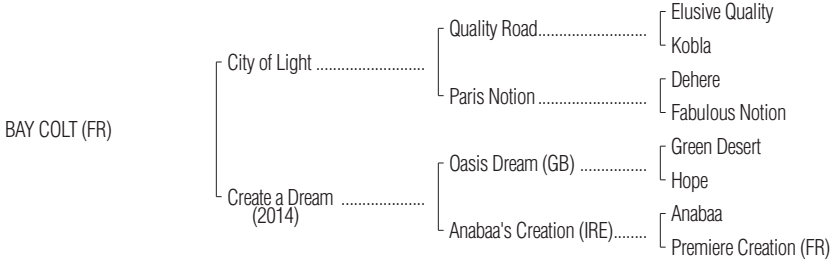 Elusive Quality
Quality Road
Kobla
City of Light
Dehere
Paris Notion
Fabulous Notion
BAY COLT (FR)
Green Desert
Oasis Dream (GB)
Hope
Create a Dream
(2014)
Anabaa
Anabaa's Creation (IRE)
Premiere Creation (FR)